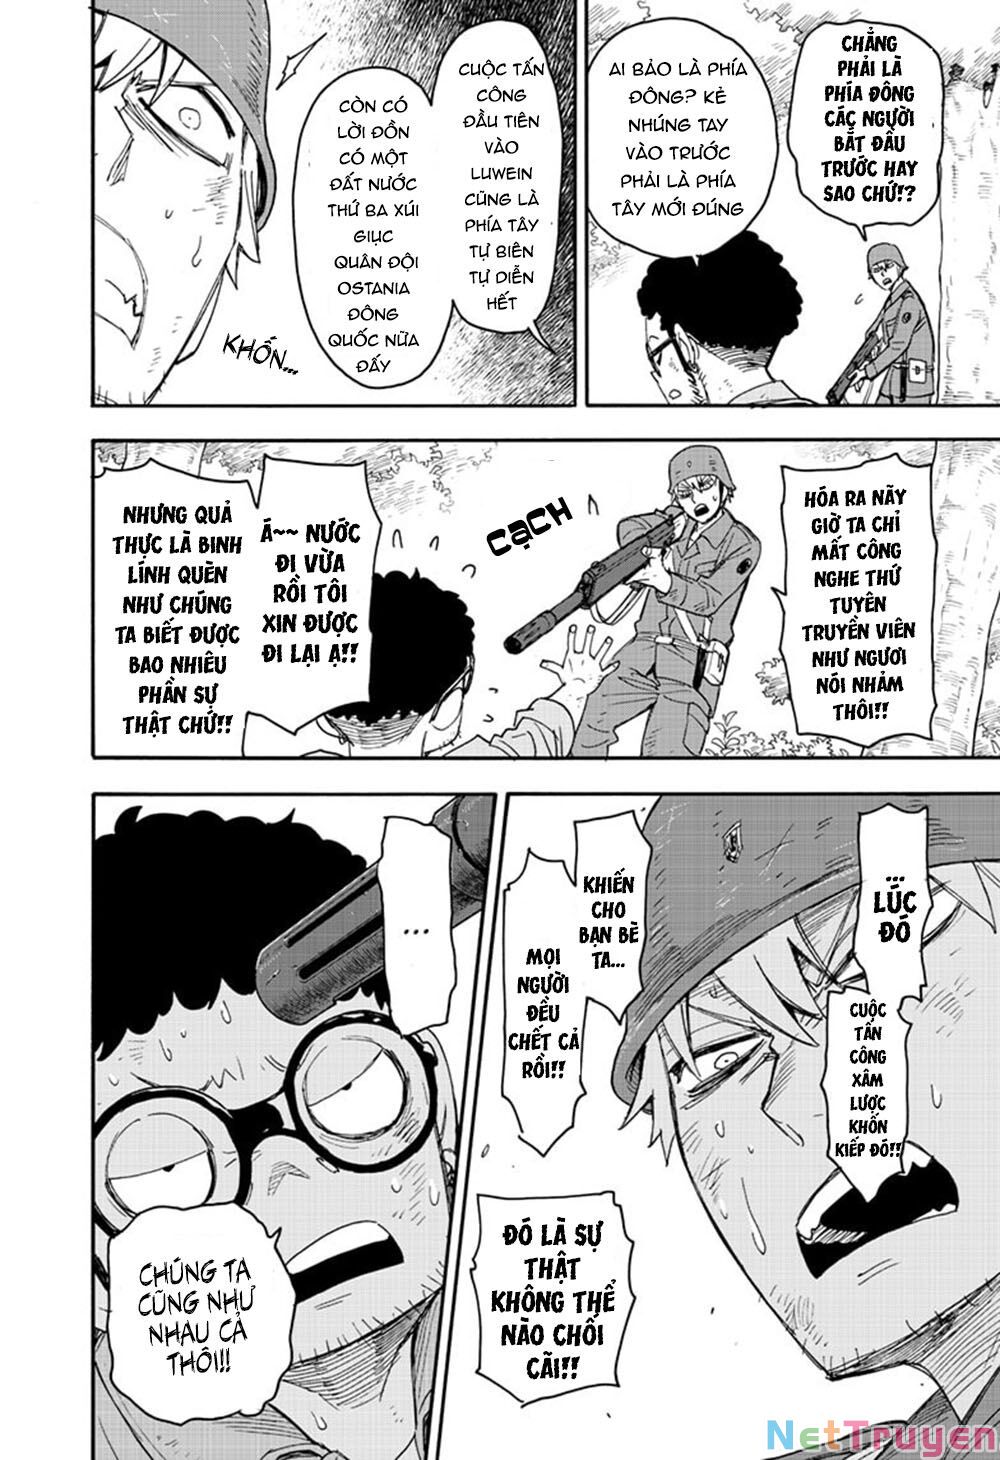 CHẲNG
PHẢI LÀ
PHÍA ĐÔNG
CÁC NGƯỜI
BẮT ĐẦU
TRƯỚC HAY
SAO CHỨ!?
AI BẢO LÀ PHÍA
ĐÔNG? KẺ
NHÚNG TAY
VÀO TRƯỚC
PHẢI LÀ PHÍA
TÂY MỚI ĐÚNG
CUỘC TẤN
CÔNG
ĐẦU TIÊN
VÀO
LUWEIN
CŨNG LÀ
PHÍA TÂY
TỰ BIÊN
TỰ DIỄN
HẾT
CÒN CÓ
LỜI ĐỒN
CÓ MỘT
ĐẤT NƯỚC
THỨ BA XÚI
GIỤC
QUÂN ĐỘI
OSTANIA
ĐÔNG
QUỐC NỮA
ĐẤY
KHỐN...
HÓA RA NÃY
GIỜ TA CHỈ
MẤT CÔNG
NGHE THỨ
TUYÊN
TRUYỀN VIÊN
NHƯ NGƯƠI
NÓI NHẢM
THÔI!!
CẠCH
Á~~ NƯỚC
ĐI VỪA
RỒI TÔI
XIN ĐƯỢC
ĐI LẠI Ạ!!
NHƯNG QUẢ
THỰC LÀ BINH
LÍNH QUÈN
NHƯ CHÚNG
TA BIẾT ĐƯỢC
BAO NHIÊU
PHẦN SỰ
THẬT CHỨ!!
...
LÚC
ĐÓ
CUỘC
TẤN
CÔNG
XÂM
LƯỢC
KHỐN
KIẾP ĐÓ!!
KHIẾN
CHO
BẠN BÈ
TA...
MỌI
NGƯỜI
ĐỀU
CHẾT CẢ
RỒI!!
ĐÓ LÀ SỰ
THẬT
KHÔNG THỂ
NÀO CHỐI
CÃI!!
...
CHÚNG TA
CŨNG NHƯ
NHAU CẢ
THÔI!!!
NetTruyen